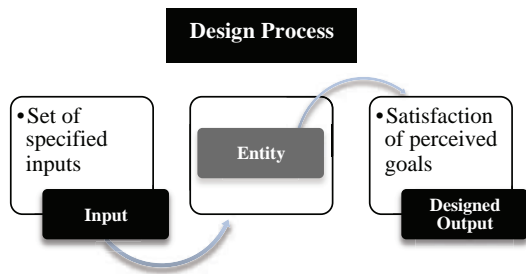 Design Process
•Set of
specified
inputs
Input
Entity
•Satisfaction
of perceived
goals
Designed
Output